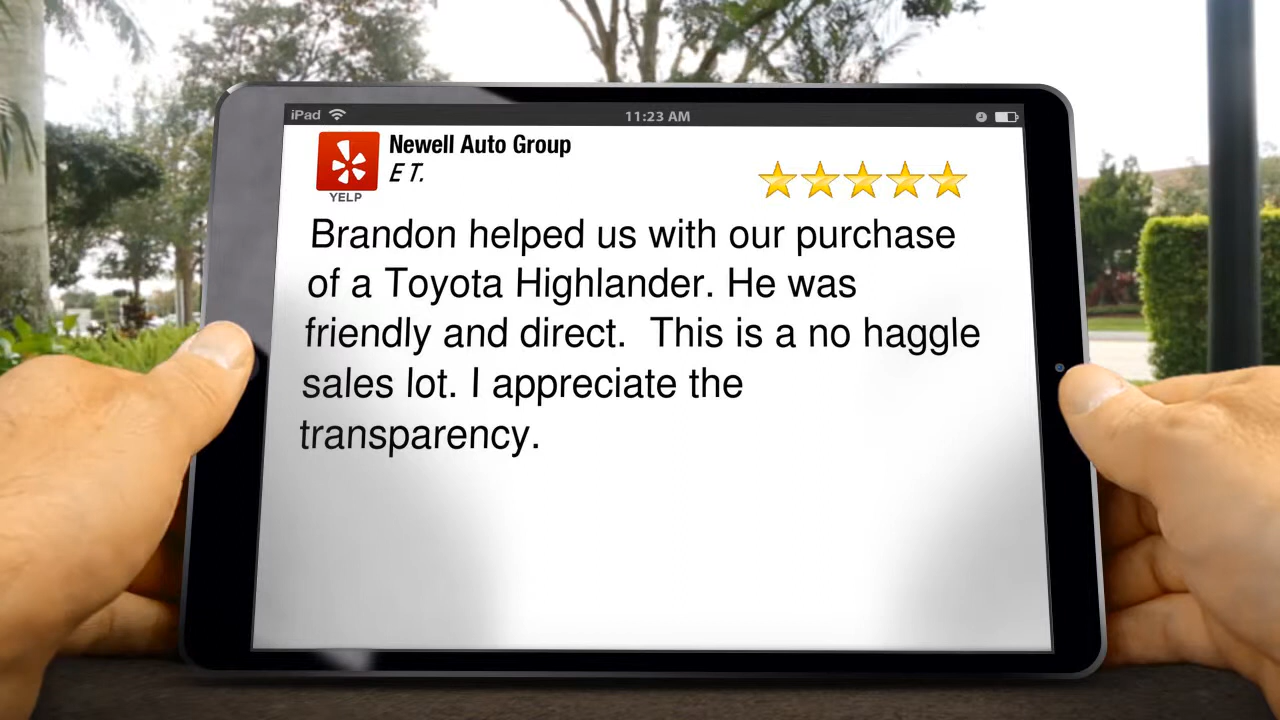 iPad 11:23 AM
Newell Auto Group
E T.
YELP
Brandon helped us with our purchase
of a Toyota Highlander. He was
friendly and direct.  This is a no haggle
sales lot. I appreciate the
transparency.